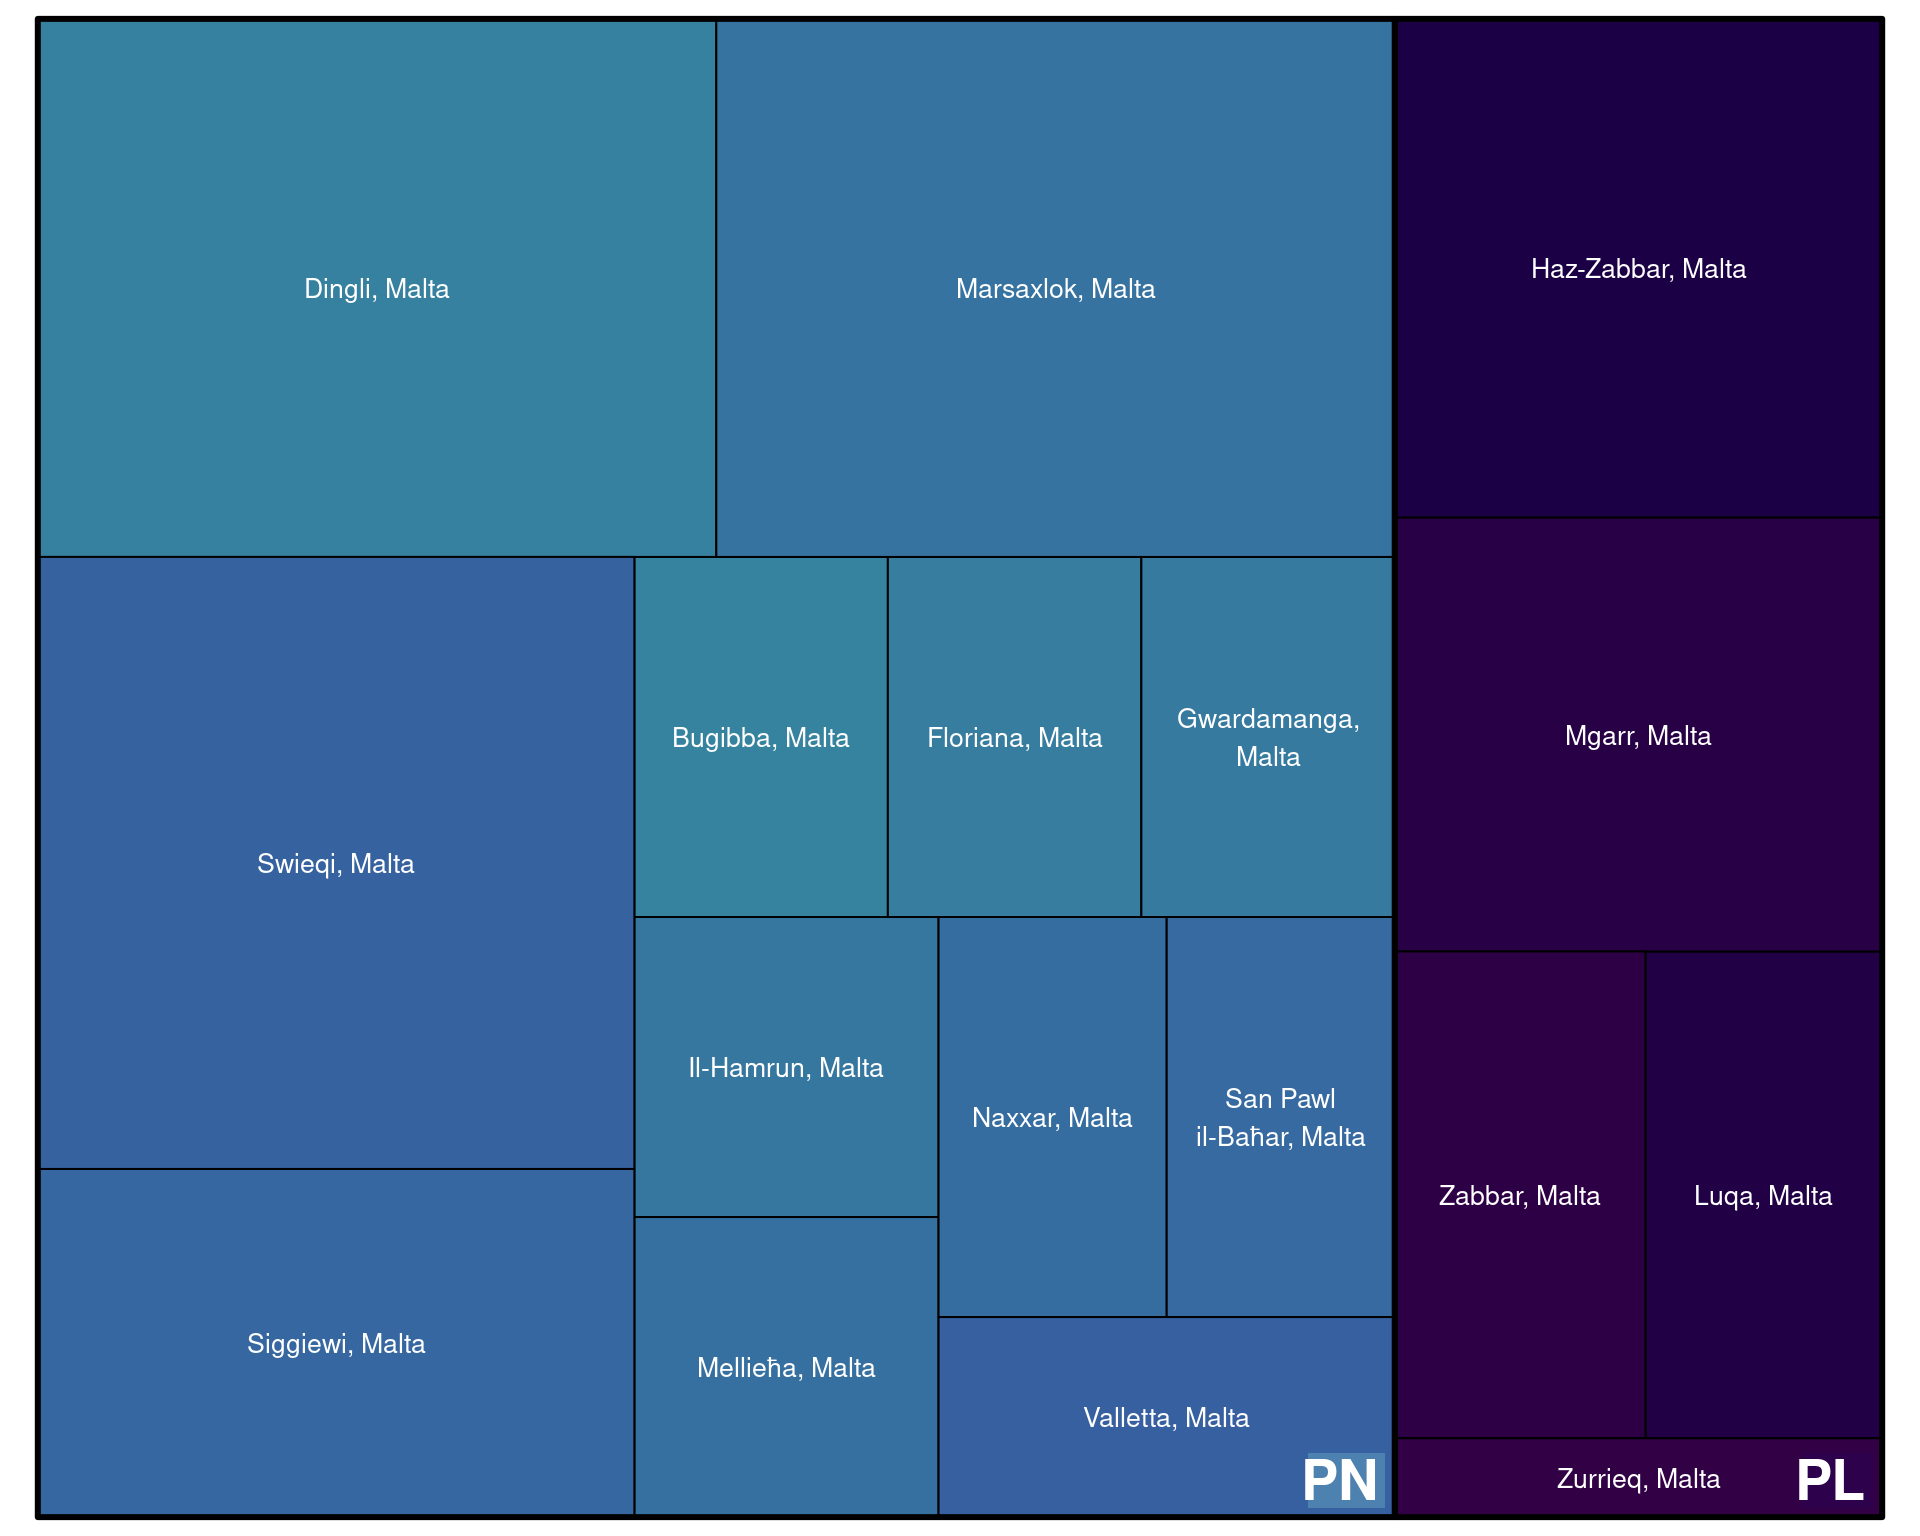 Dingli, Malta
Marsaxlok, Malta
Haz-Zabbar, Malta
Mgarr, Malta
Swieqi, Malta
Bugibba, Malta
Floriana, Malta
Gwardamanga,
Malta
Il-Hamrun, Malta
Naxxar, Malta
San Pawl
il-Baħar, Malta
Zabbar, Malta
Luqa, Malta
Siggiewi, Malta
Mellieħa, Malta
Valletta, Malta
PN
Zurrieq, Malta
PL